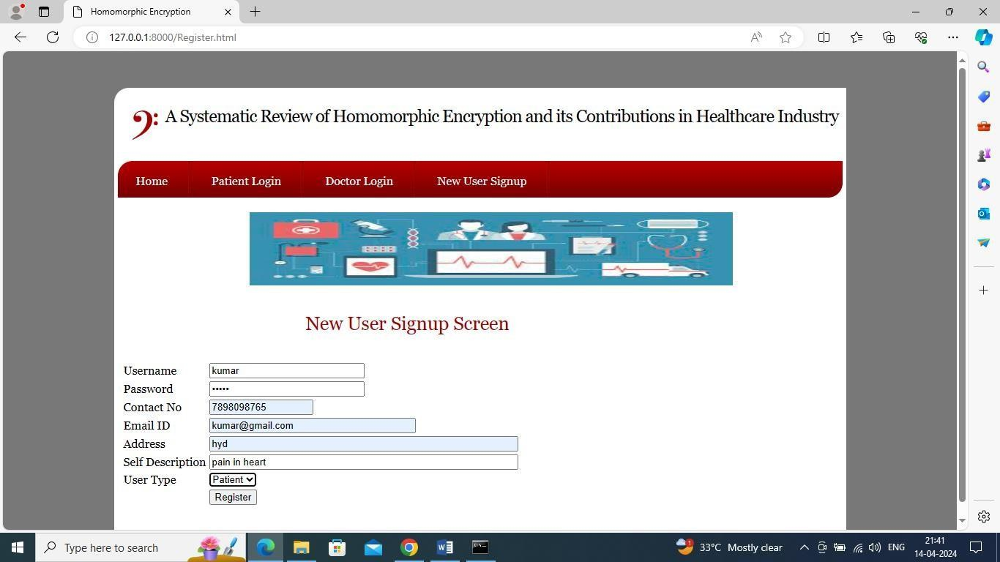 Homomorphic Encryption
127.0.0.1:8000/Register.html
A Systematic Review of Homomorphic Encryption and its Contributions in Healthcare Industry
Home Patient Login Doctor Login New User Signup
New User Signup Screen
Username kumar
Password •••••
Contact No 7898098765
Email ID kumar@gmail.com
Address hyd
Self Description pain in heart
User Type Patient
Register
Type here to search
1
33°C Mostly clear
ENG
21:41
14-04-2024